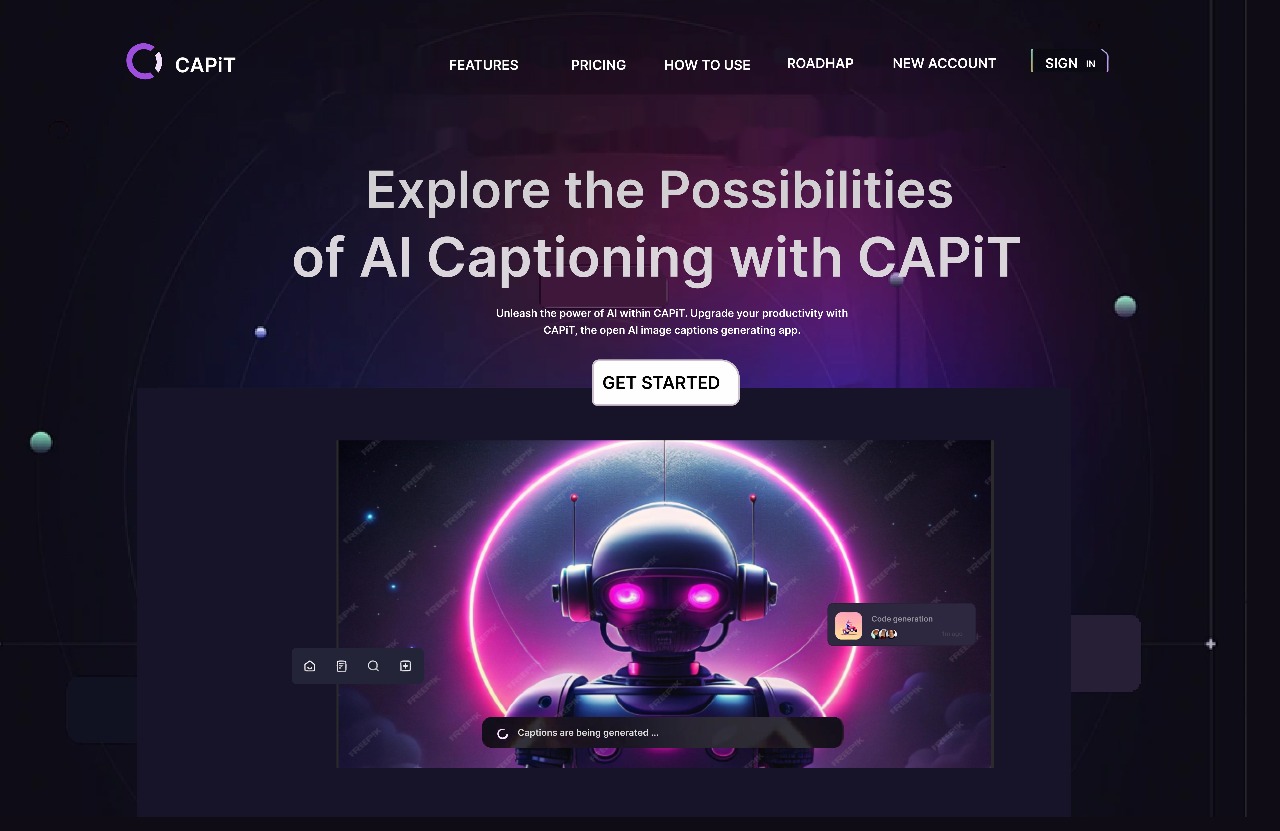 CAPiT
FEATURES
PRICING
HOW TO USE
ROADHAP
NEW ACCOUNT
SIGN IN
Explore the Possibilities
of AI Captioning with CAPiT
Unleash the power of AI within CAPiT. Upgrade your productivity with
CAPiT, the open AI image captions generating app.
GET STARTED
FREEPIK
Code generation
Captions are being generated ...